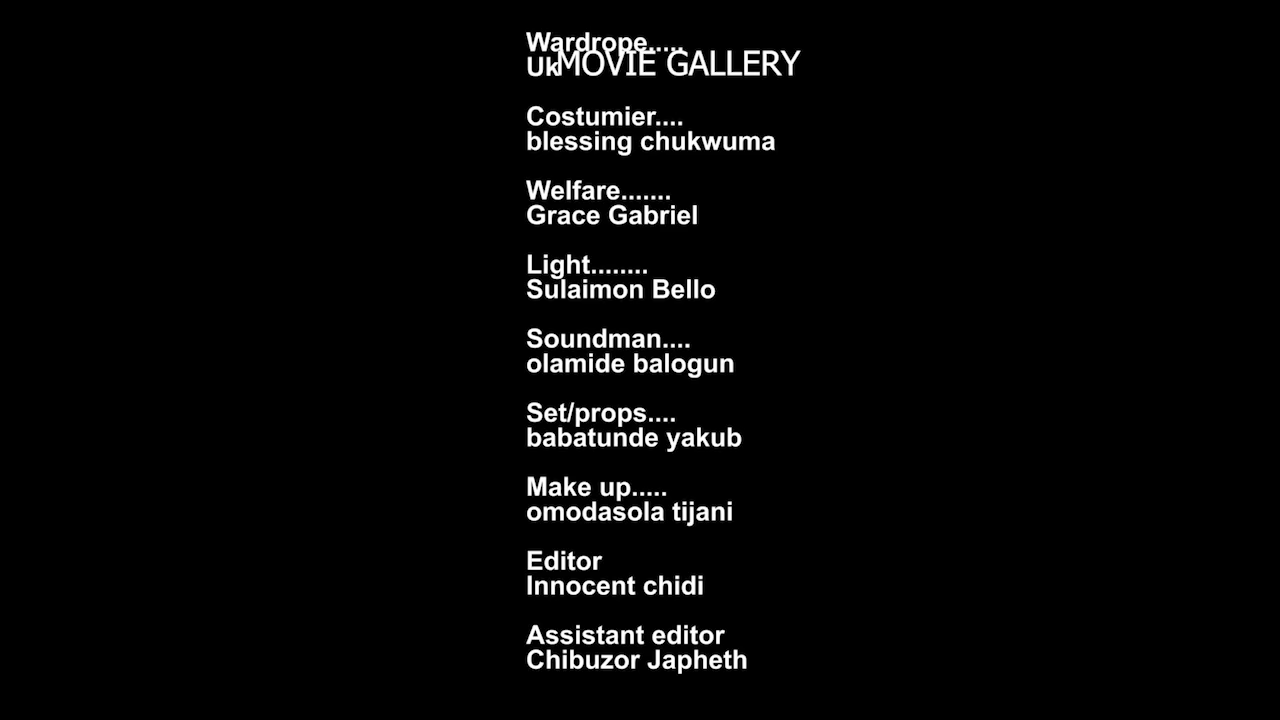 Wardrope.....
MOVIE GALLERY
Costumier....
blessing chukwuma
Welfare.......
Grace Gabriel
Light........
Sulaimon Bello
Soundman....
olamide balogun
Set/props....
babatunde yakub
Make up.....
omodasola tijani
Editor
Innocent chidi
Assistant editor
Chibuzor Japheth